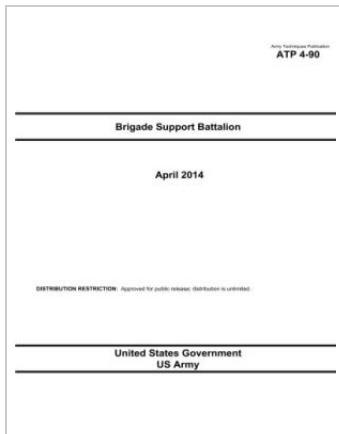 Army Techniques Publication
ATP 4-90
Brigade Support Battalion
April 2014
DISTRIBUTION RESTRICTION: Approved for public release; distribution is unlimited.
United States Government
US Army